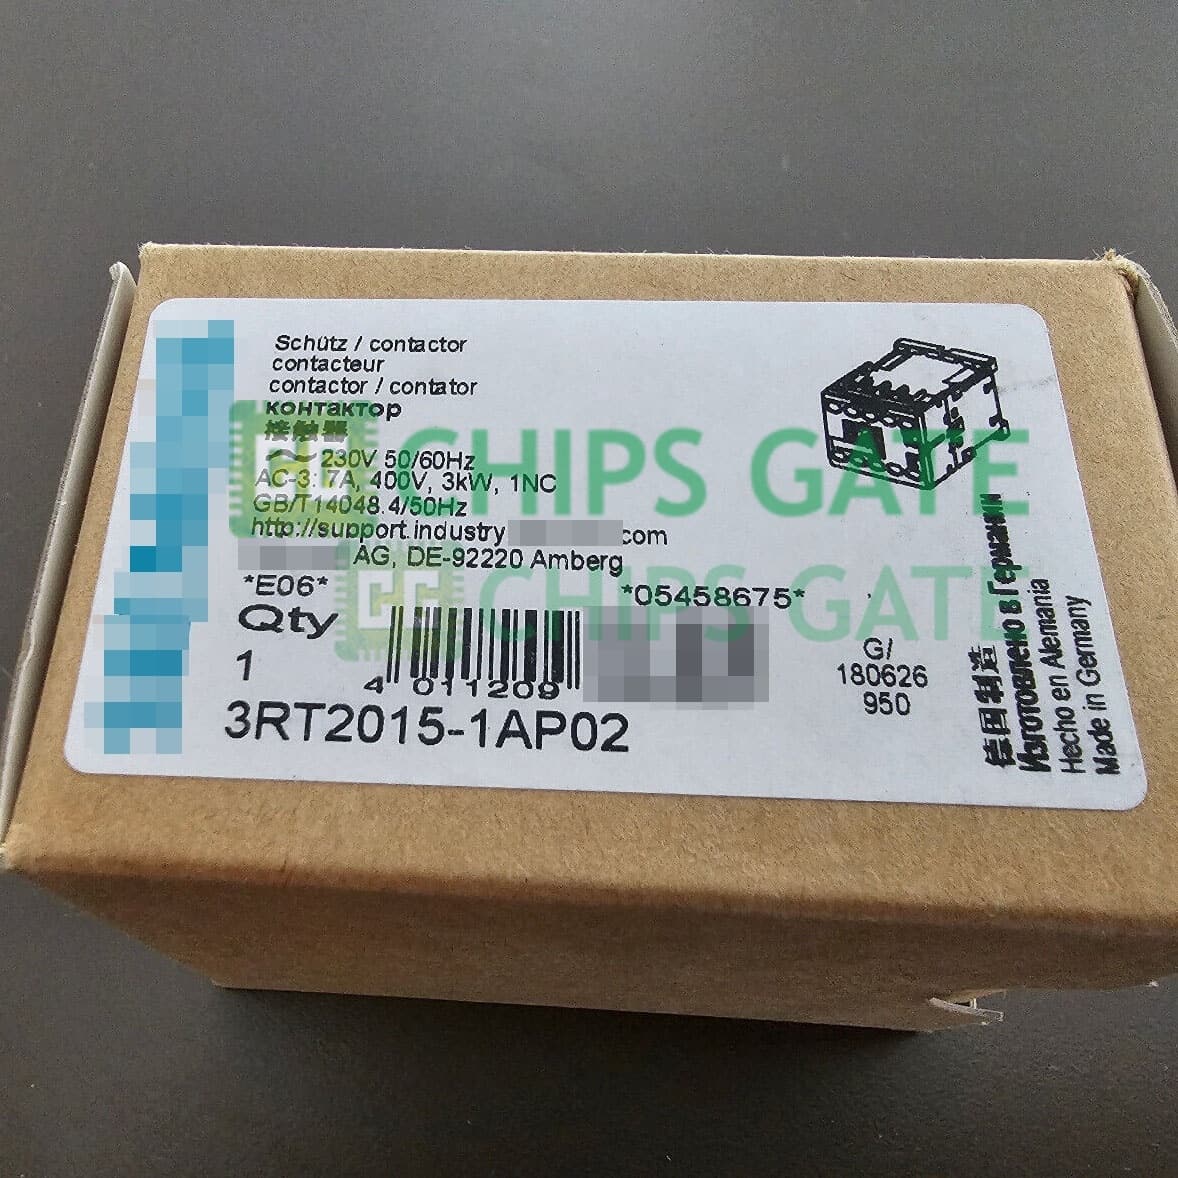 Schütz / contactor
contacteur
contactor / contator
контактор
接触器
230V 50/60Hz
AC-3: 7A, 400V, 3kW, 1NC
GB/T14048.4/50Hz
http://support.industry .com
AG, DE-92220 Amberg
*E06* *05458675*
Qty
1
4 011209
3RT2015-1AP02
G/
180626
950
德国制造
Изготовлено в Германии
Hecho en Alemania
Made in Germany
CHIPS GATE
CHIPS GATE